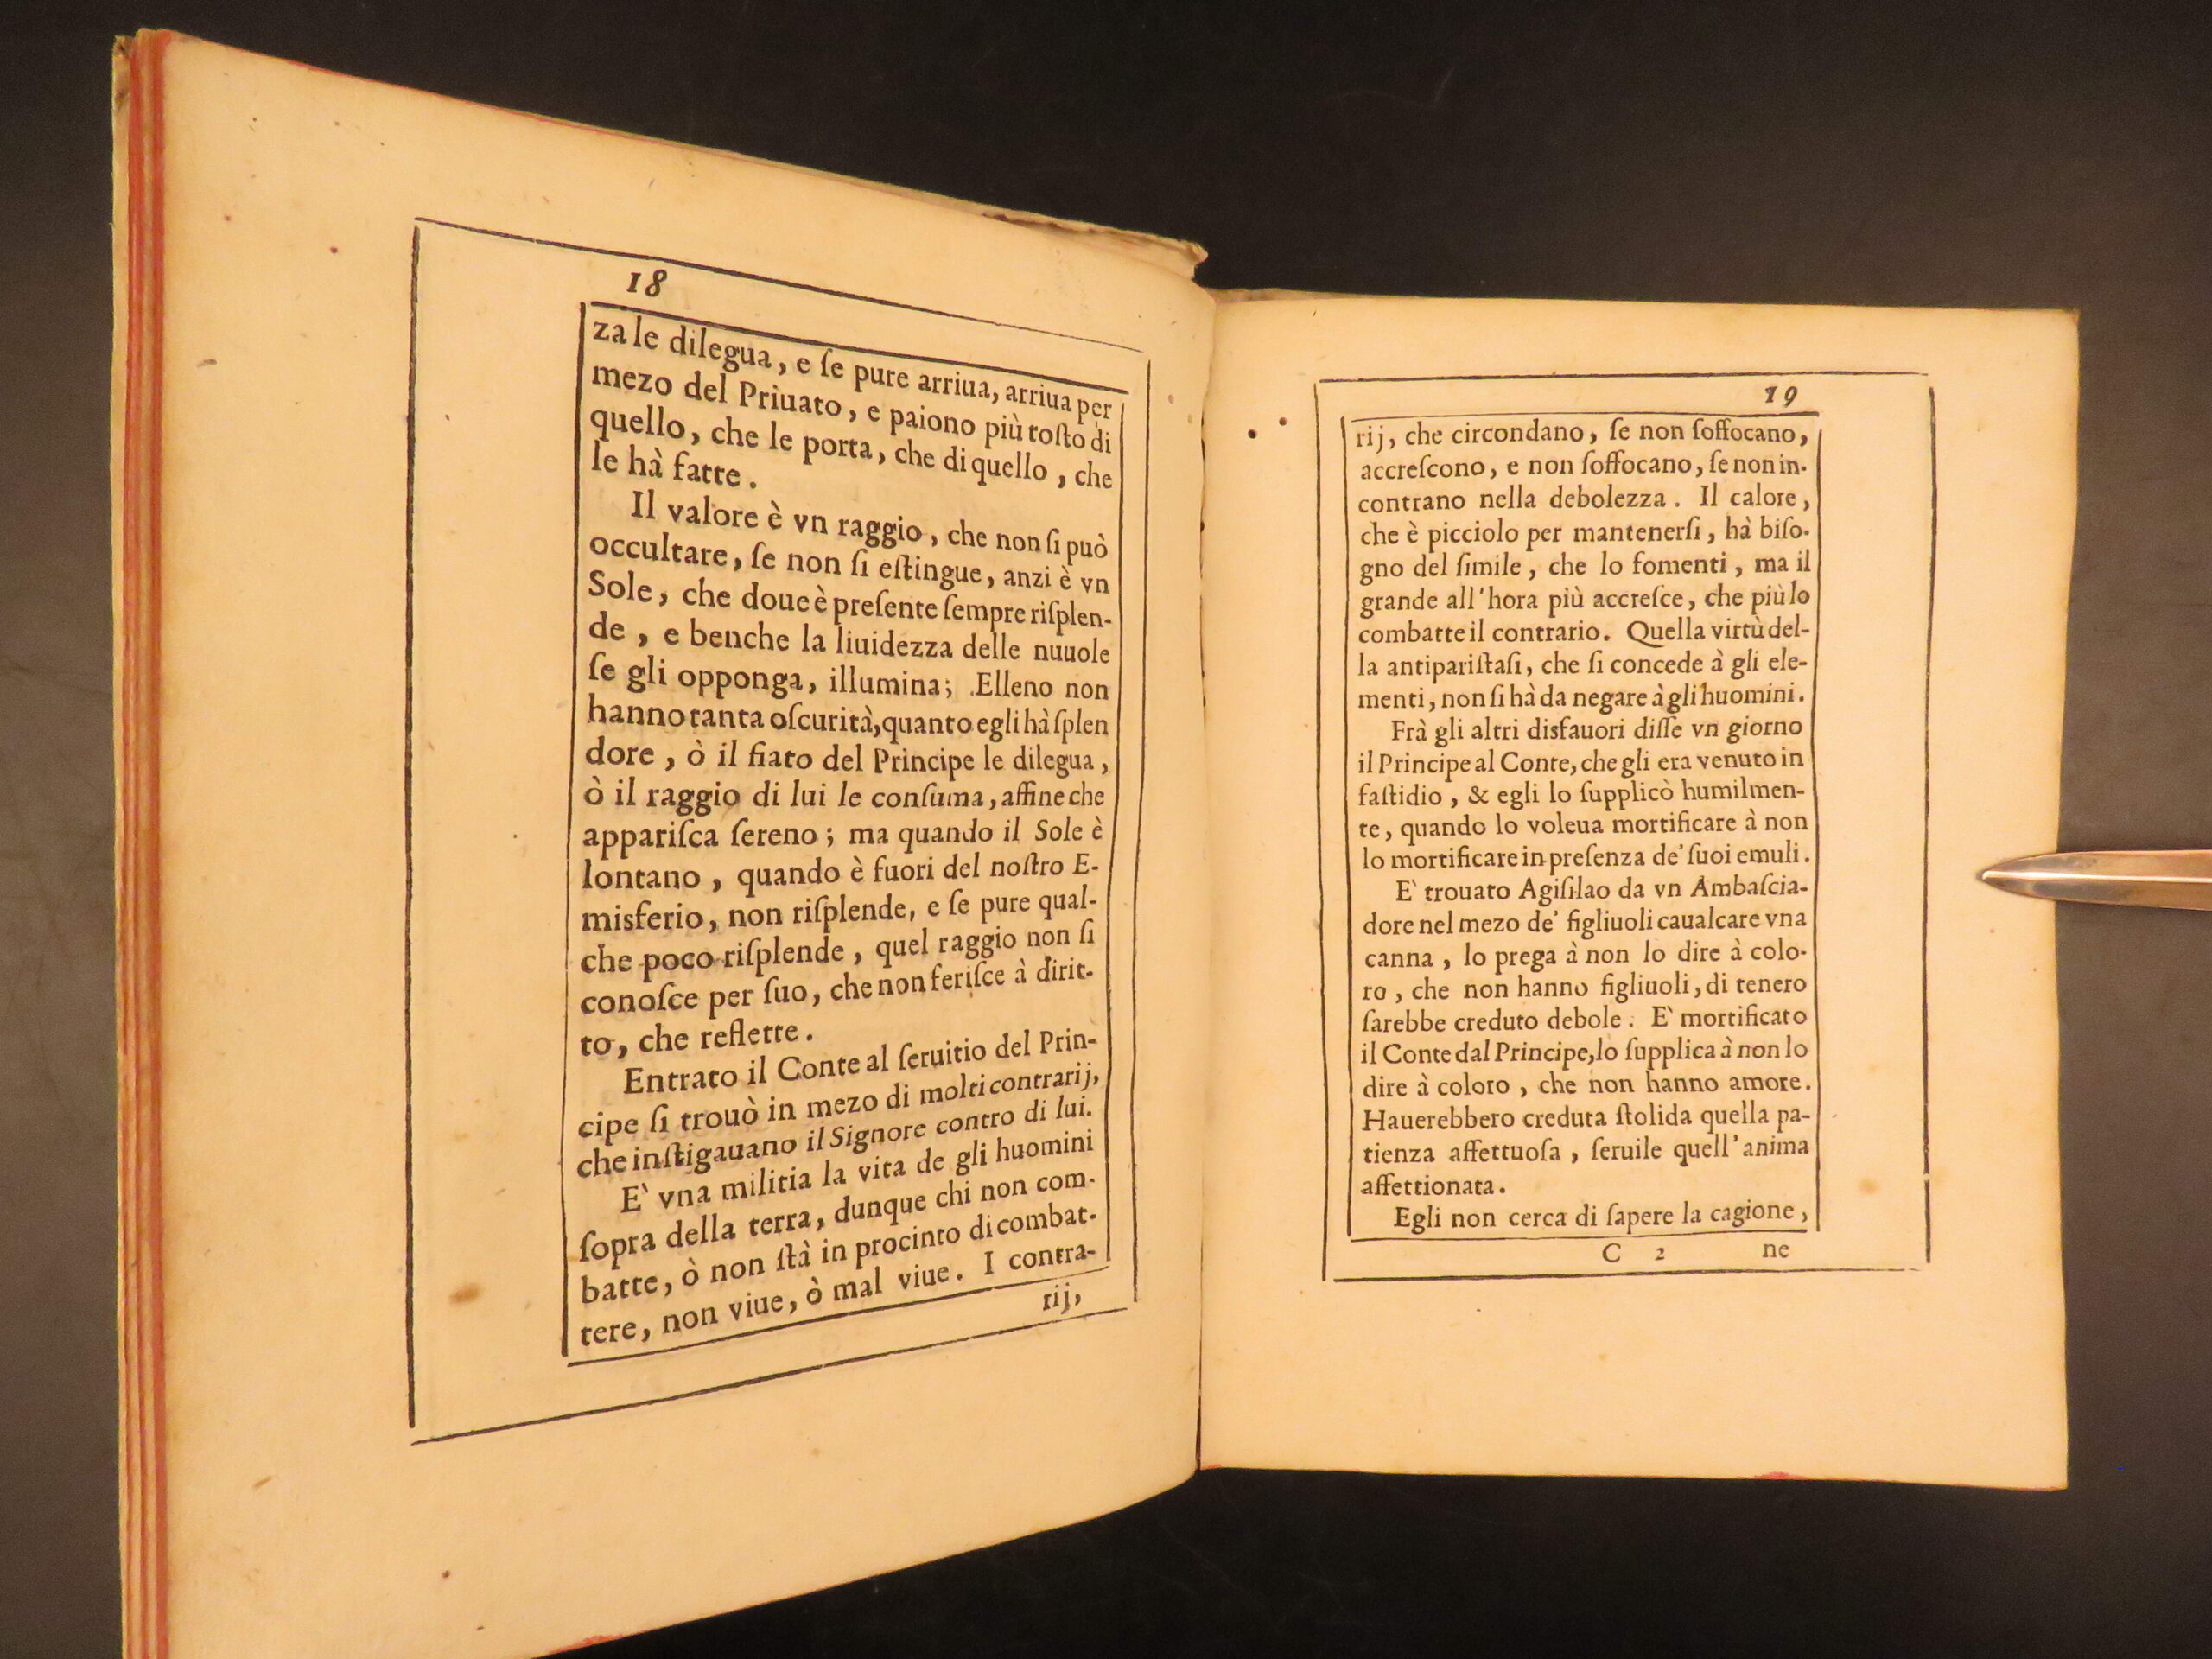 18
za le dilegua, e ſe pure arriua, arriua per
mezo del Priuato, e paiono più toſto di
quello, che le porta, che di quello, che
le hà fatte.
Il valore è vn raggio, che non ſi può
occultare, ſe non ſi eſtingue, anzi è vn
Sole, che doue è preſente ſempre riſplen-
de, e benche la liuidezza delle nuuole
ſe gli opponga, illumina; Elleno non
hanno tanta oſcurità, quanto egli hà ſplen
dore, ò il fiato del Principe le dilegua,
ò il raggio di lui le conſuma, affine che
appariſca ſereno; ma quando il Sole è
lontano, quando è fuori del noſtro E-
misferio, non riſplende, e ſe pure qual-
che poco riſplende, quel raggio non ſi
conoſce per ſuo, che non feriſce à dirit-
to, che reflette.
Entrato il Conte al ſeruitio del Prin-
cipe ſi trouò in mezo di molti contrarij,
che inſtigauano il Signore contro di lui.
E` vna militia la vita de gli huomini
ſopra della terra, dunque chi non com-
batte, ò non ſtà in procinto di combat-
tere, non viue, ò mal viue. I contra-
rij,
19
rij, che circondano, ſe non ſoffocano,
accreſcono, e non ſoffocano, ſe non in-
contrano nella debolezza. Il calore,
che è picciolo per mantenerſi, hà biſo-
gno del ſimile, che lo fomenti, ma il
grande all'hora più accreſce, che più lo
combatte il contrario. Quella virtù del-
la antipariſtaſi, che ſi concede à gli ele-
menti, non ſi hà da negare à gli huomini.
Frà gli altri disfauori diſſe vn giorno
il Principe al Conte, che gli era venuto in
faſtidio, & egli lo ſupplicò humilmen-
te, quando lo voleua mortificare à non
lo mortificare in preſenza de' ſuoi emuli.
E` trouato Agiſilao da vn Ambaſcia-
dore nel mezo de' figliuoli caualcare vna
canna, lo prega à non lo dire à colo-
ro, che non hanno figliuoli, di tenero
ſarebbe creduto debole. E` mortificato
il Conte dal Principe, lo ſupplica à non lo
dire à coloro, che non hanno amore.
Hauerebbero creduta ſtolida quella pa-
tienza affettuoſa, ſeruile quell'anima
affettionata.
Egli non cerca di ſapere la cagione,
C 2 ne